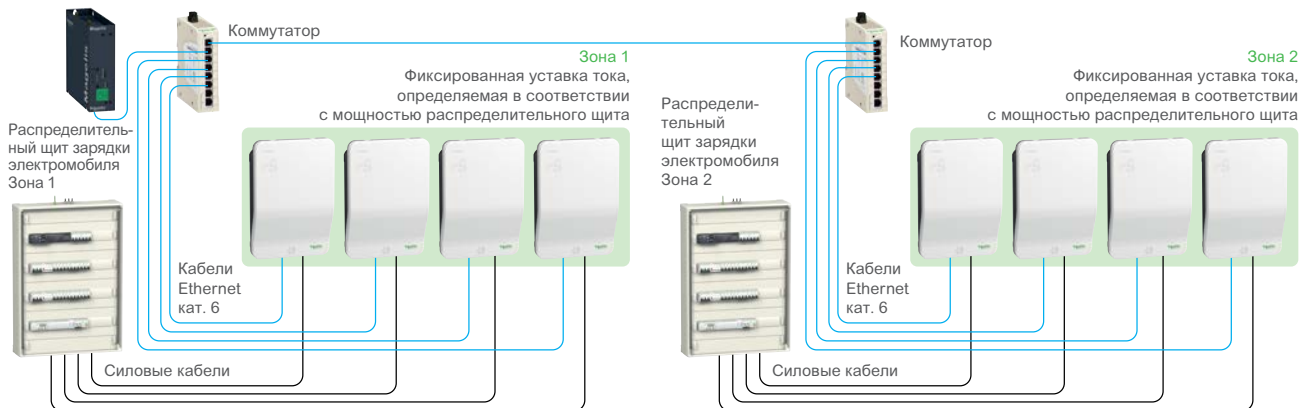 Коммутатор
Зона 1
Фиксированная уставка тока,
определяемая в соответствии
с мощностью распределительного щита
Magelis
Распределитель-
ный щит зарядки
электромобиля
Зона 1
Кабели
Ethernet
кат. 6
Силовые кабели
Коммутатор
Зона 2
Фиксированная уставка тока,
определяемая в соответствии
с мощностью распределительного щита
Распредели-
тельный
щит зарядки
электромобиля
Зона 2
Кабели
Ethernet
кат. 6
Силовые кабели